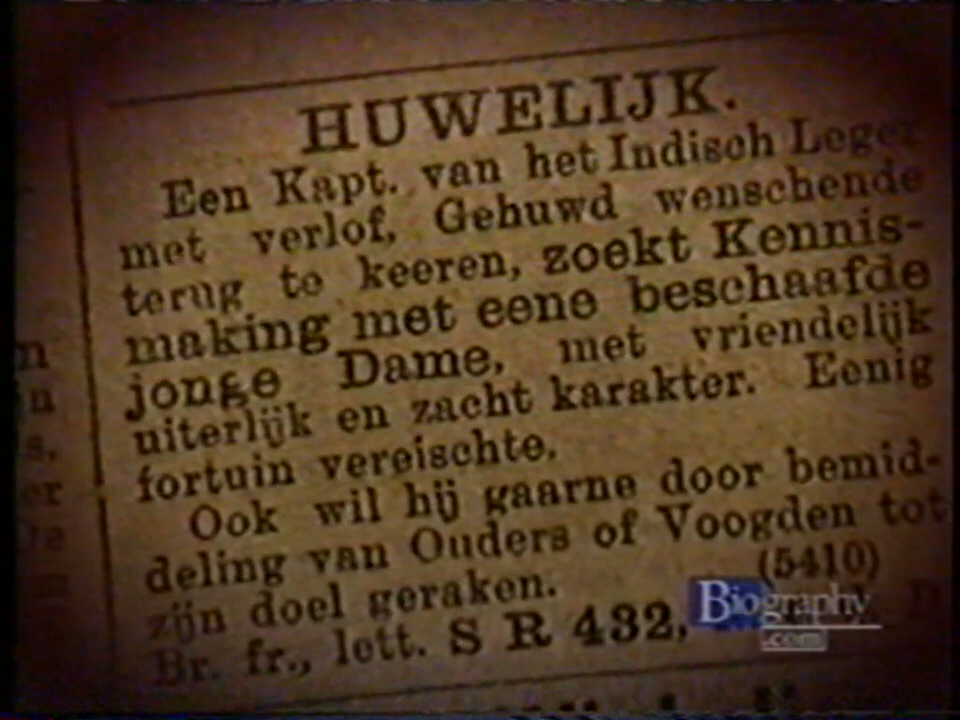 HUWELIJK.
Een Kapt. van het Indisch Leger
met verlof, Gehuwd wenschende
terug te keeren, zoekt Kennis-
making met eene beschaafde
jonge Dame, met vriendelijk
uiterlijk en zacht karakter. Eenig
fortuin vereischte.
Ook wil hij gaarne door bemid-
deling van Ouders of Voogden tot
zijn doel geraken. (5410)
Br. fr., lett. S R 432,
Biography
.com